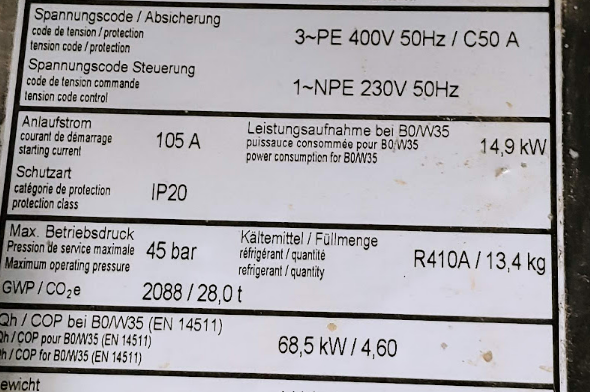 Spannungscode / Absicherung
code de tension / protection
tension code / protection
3~PE 400V 50Hz / C50 A
Spannungscode Steuerung
code de tension commande
tension code control
1~NPE 230V 50Hz
Anlaufstrom
courant de démarrage
starting current
105 A
Leistungsaufnahme bei B0/W35
puissauce consommée pour B0/W35
power consumption for B0/W35
14,9 kW
Schutzart
catégorie de protection
protection class
IP20
Max. Betriebsdruck
Pression de service maximale
Maximum operating pressure
45 bar
Kältemittel / Füllmenge
réfrigérant / quantité
refrigerant / quantity
R410A / 13,4 kg
GWP / CO₂e
2088 / 28,0 t
Qh / COP bei B0/W35 (EN 14511)
Qh / COP pour B0/W35 (EN 14511)
Qh / COP for B0/W35 (EN 14511)
68,5 kW / 4,60